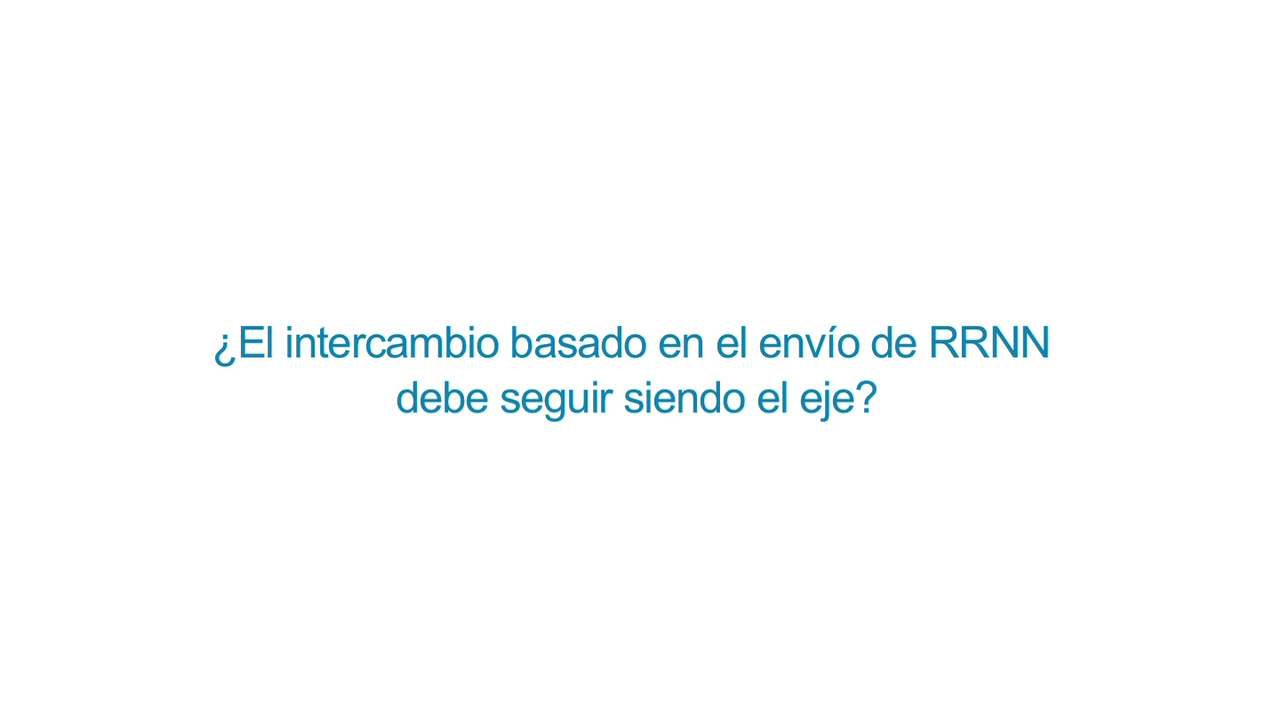 ¿El intercambio basado en el envío de RRNN
debe seguir siendo el eje?